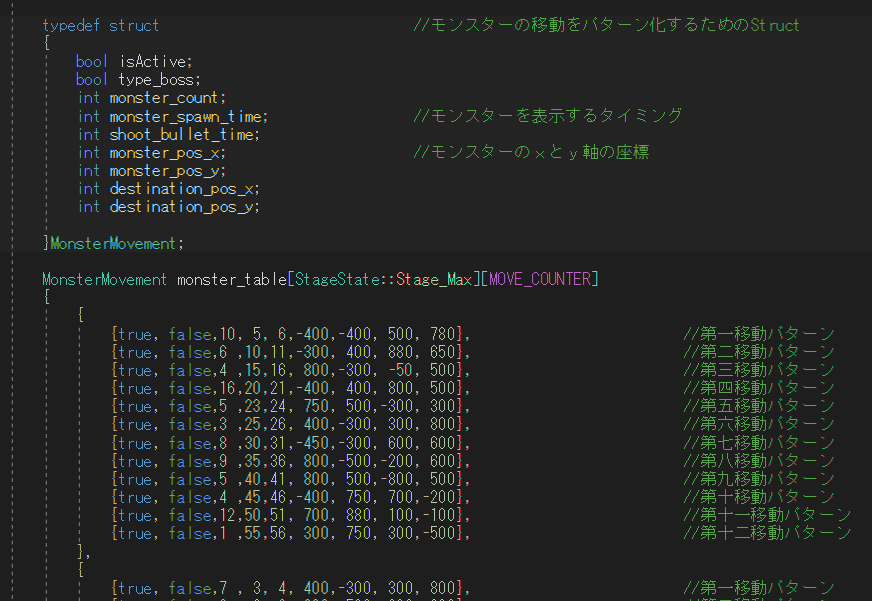 typedef struct //モンスターの移動をパターン化するためのStruct
{
bool isActive;
bool type_boss;
int monster_count;
int monster_spawn_time; //モンスターを表示するタイミング
int shoot_bullet_time;
int monster_pos_x; //モンスターのｘとｙ軸の座標
int monster_pos_y;
int destination_pos_x;
int destination_pos_y;
}MonsterMovement;
MonsterMovement monster_table[StageState::Stage_Max][MOVE_COUNTER]
{
{
{true, false,10, 5, 6,-400,-400, 500, 780}, //第一移動パターン
{true, false,6 ,10,11,-300, 400, 880, 650}, //第二移動パターン
{true, false,4 ,15,16, 800,-300, -50, 500}, //第三移動パターン
{true, false,16,20,21,-400, 400, 800, 500}, //第四移動パターン
{true, false,5 ,23,24, 750, 500,-300, 300}, //第五移動パターン
{true, false,3 ,25,26, 400,-300, 300, 800}, //第六移動パターン
{true, false,8 ,30,31,-450,-300, 600, 600}, //第七移動パターン
{true, false,9 ,35,36, 800,-500,-200, 600}, //第八移動パターン
{true, false,5 ,40,41, 800, 500,-800, 500}, //第九移動パターン
{true, false,4 ,45,46,-400, 750, 700,-200}, //第十移動パターン
{true, false,12,50,51, 700, 880, 100,-100}, //第十一移動パターン
{true, false,1 ,55,56, 300, 750, 300,-500}, //第十二移動パターン
},
{
{true, false,7 , 3, 4, 400,-300, 300, 800}, //第一移動パターン